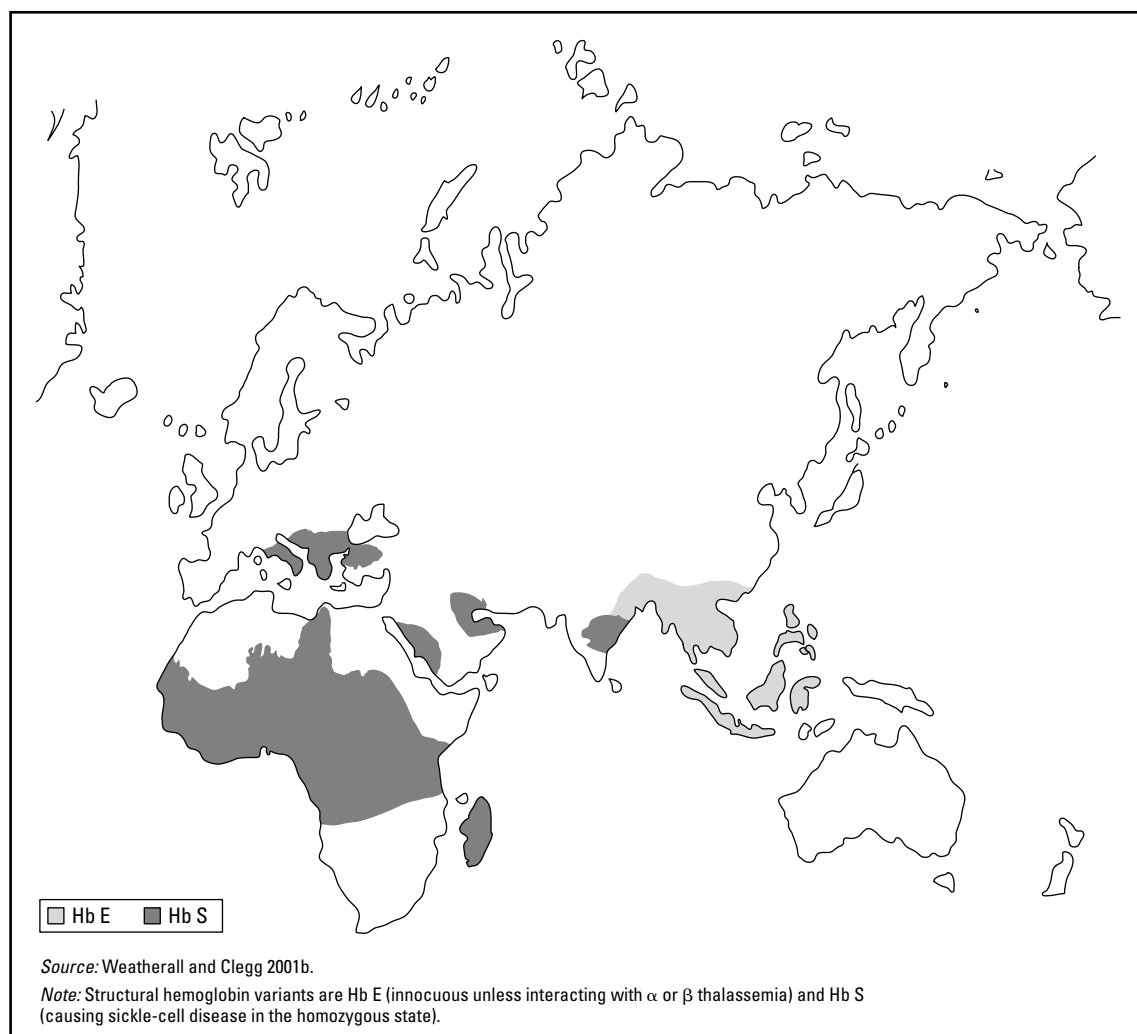 Hb E Hb S
Source: Weatherall and Clegg 2001b.
Note: Structural hemoglobin variants are Hb E (innocuous unless interacting with α or β thalassemia) and Hb S
(causing sickle-cell disease in the homozygous state).